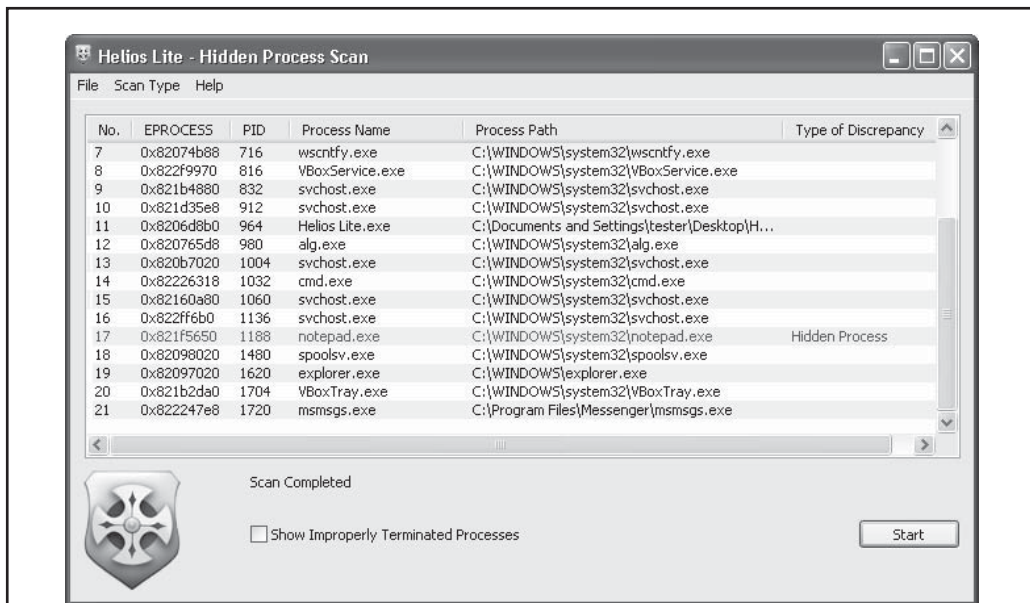 Helios Lite - Hidden Process Scan
File Scan Type Help
No. EPROCESS PID Process Name Process Path Type of Discrepancy
7 0x82074b88 716 wscntfy.exe C:\WINDOWS\system32\wscntfy.exe
8 0x822f9970 816 VBoxService.exe C:\WINDOWS\system32\VBoxService.exe
9 0x821b4880 832 svchost.exe C:\WINDOWS\system32\svchost.exe
10 0x821d35e8 912 svchost.exe C:\WINDOWS\system32\svchost.exe
11 0x8206d8b0 964 Helios Lite.exe C:\Documents and Settings\tester\Desktop\H...
12 0x820765d8 980 alg.exe C:\WINDOWS\system32\alg.exe
13 0x820b7020 1004 svchost.exe C:\WINDOWS\system32\svchost.exe
14 0x82226318 1032 cmd.exe C:\WINDOWS\system32\cmd.exe
15 0x82160a80 1060 svchost.exe C:\WINDOWS\system32\svchost.exe
16 0x822ff6b0 1136 svchost.exe C:\WINDOWS\system32\svchost.exe
17 0x821f5650 1188 notepad.exe C:\WINDOWS\system32\notepad.exe Hidden Process
18 0x82098020 1480 spoolsv.exe C:\WINDOWS\system32\spoolsv.exe
19 0x82097020 1620 explorer.exe C:\WINDOWS\explorer.exe
20 0x821b2da0 1704 VBoxTray.exe C:\WINDOWS\system32\VBoxTray.exe
21 0x822247e8 1720 msmsgs.exe C:\Program Files\Messenger\msmsgs.exe
Scan Completed
Show Improperly Terminated Processes
Start